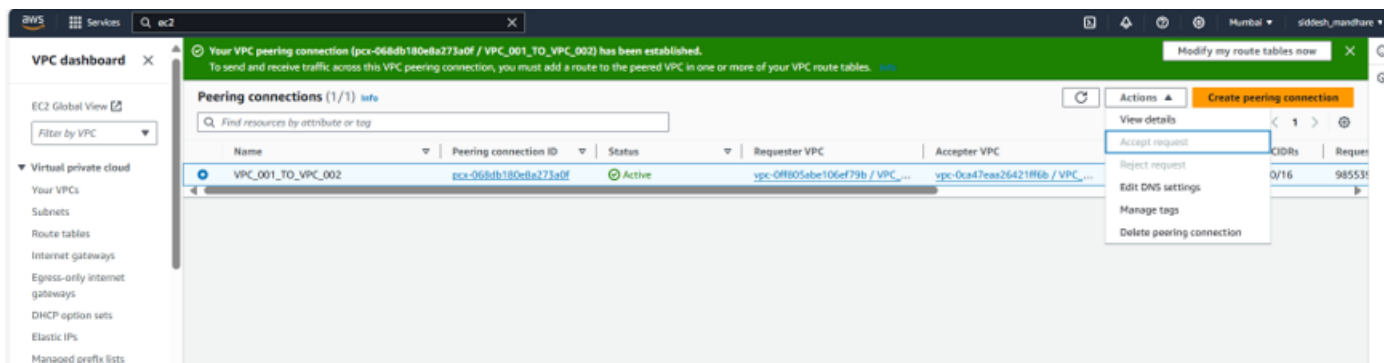 aws Services ec2 Mumbai siddesh_mandhare
VPC dashboard
Your VPC peering connection (pcx-068db180e8a273a0f / VPC_001_TO_VPC_002) has been established.
To send and receive traffic across this VPC peering connection, you must add a route to the peered VPC in one or more of your VPC route tables.
Modify my route tables now
EC2 Global View
Filter by VPC
Virtual private cloud
Your VPCs
Subnets
Route tables
Internet gateways
Egress-only internet
gateways
DHCP option sets
Elastic IPs
Managed prefix lists
Peering connections (1/1) Info
Actions
Create peering connection
Find resources by attribute or tag
1
Name Peering connection ID Status Requester VPC Accepter VPC CIDRs Reques
VPC_001_TO_VPC_002 pcx-068db180e8a273a0f Active vpc-0ff805abe106ef79b / VPC_... vpc-0ca47eaa26421ff6b / VPC_... 0/16 985535
View details
Accept request
Reject request
Edit DNS settings
Manage tags
Delete peering connection